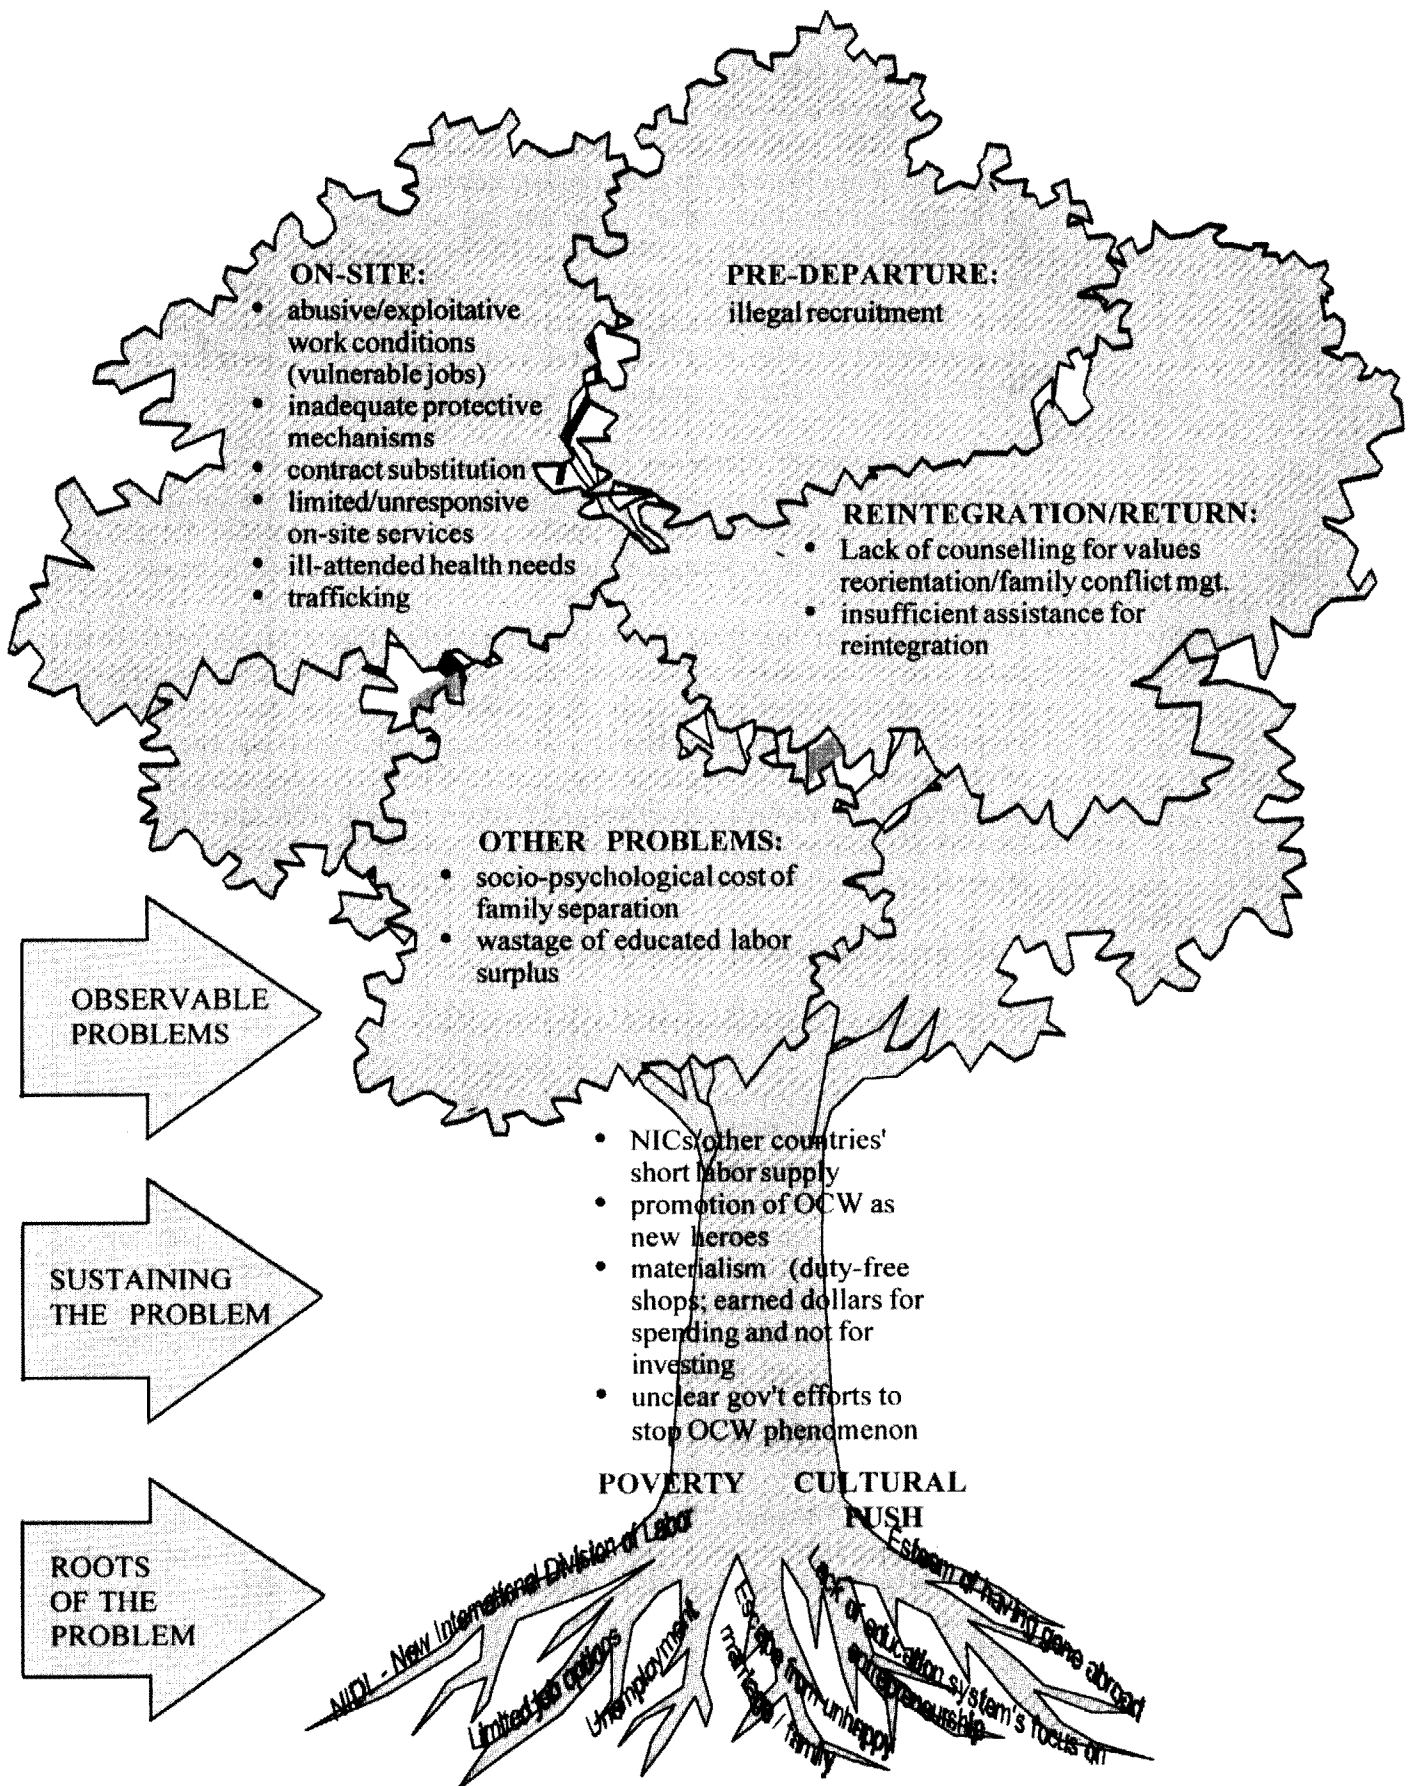 ON-SITE:
• abusive/exploitative
work conditions
(vulnerable jobs)
• inadequate protective
mechanisms
• contract substitution
• limited/unresponsive
on-site services
• ill-attended health needs
• trafficking
PRE-DEPARTURE:
illegal recruitment
REINTEGRATION/RETURN:
• Lack of counselling for values
reorientation/family conflict mgt.
• insufficient assistance for
reintegration
OTHER PROBLEMS:
• socio-psychological cost of
family separation
• wastage of educated labor
surplus
OBSERVABLE
PROBLEMS
• NICs/other countries'
short labor supply
• promotion of OCW as
new heroes
• materialism (duty-free
shops; earned dollars for
spending and not for
investing
• unclear gov't efforts to
stop OCW phenomenon
SUSTAINING
THE PROBLEM
POVERTY
CULTURAL
PUSH
ROOTS
OF THE
PROBLEM
NIDL - New International Division of Labor
Limited job options
Unemployment
Escape from unhappy
marriage / family
Lack of education system's focus on
entrepreneurship
Esteem of having gone abroad